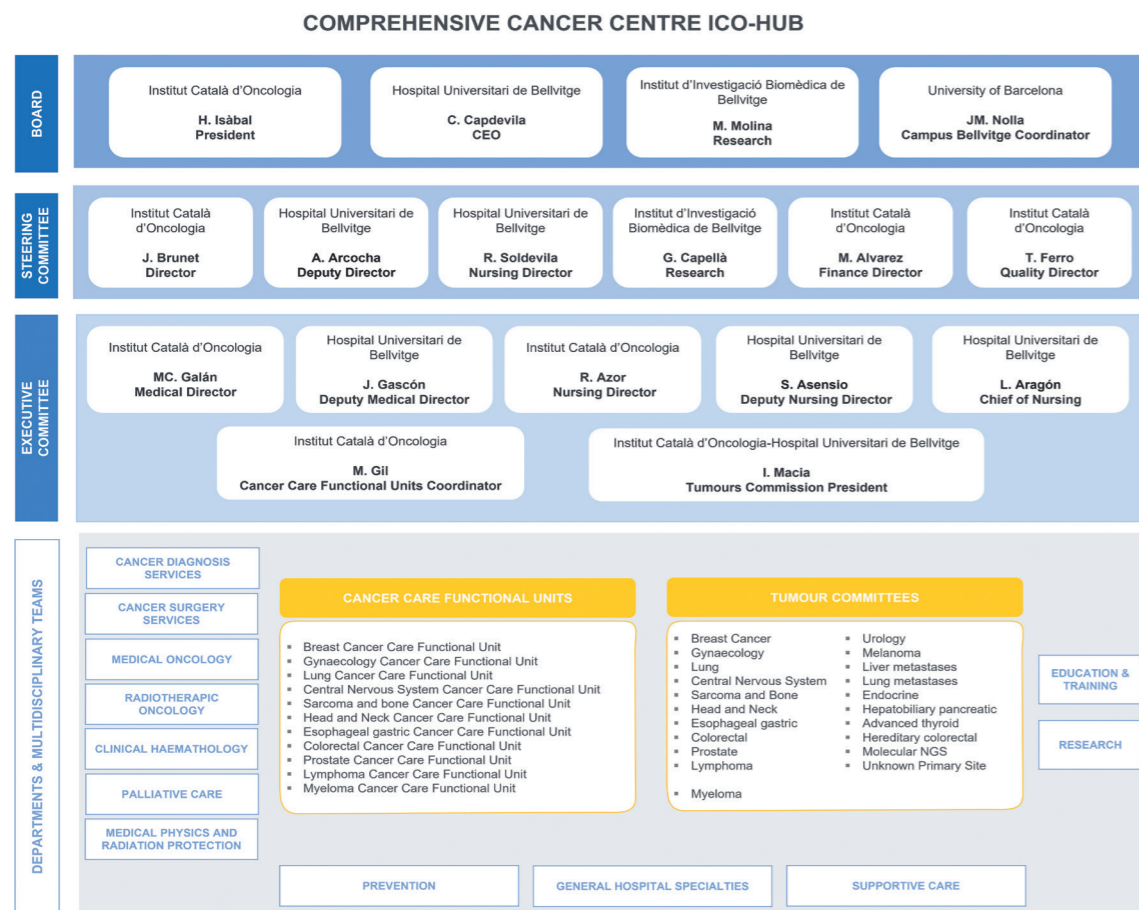 COMPREHENSIVE CANCER CENTRE ICO-HUB
BOARD
Institut Català d'Oncologia
H. Isàbal
President
Hospital Universitari de Bellvitge
C. Capdevila
CEO
Institut d'Investigació Biomèdica de
Bellvitge
M. Molina
Research
University of Barcelona
JM. Nolla
Campus Bellvitge Coordinator
STEERING
COMMITTEE
Institut Català
d'Oncologia
J. Brunet
Director
Hospital Universitari de
Bellvitge
A. Arcocha
Deputy Director
Hospital Universitari de
Bellvitge
R. Soldevila
Nursing Director
Institut d'Investigació
Biomèdica de Bellvitge
G. Capellà
Research
Institut Català
d'Oncologia
M. Alvarez
Finance Director
Institut Català
d'Oncologia
T. Ferro
Quality Director
EXECUTIVE
COMMITTEE
Institut Català d'Oncologia
MC. Galán
Medical Director
Hospital Universitari de
Bellvitge
J. Gascón
Deputy Medical Director
Institut Català d'Oncologia
R. Azor
Nursing Director
Hospital Universitari de
Bellvitge
S. Asensio
Deputy Nursing Director
Hospital Universitari de
Bellvitge
L. Aragón
Chief of Nursing
Institut Català d'Oncologia
M. Gil
Cancer Care Functional Units Coordinator
Institut Català d'Oncologia-Hospital Universitari de Bellvitge
I. Macia
Tumours Commission President
DEPARTMENTS & MULTIDISCIPLINARY TEAMS
CANCER DIAGNOSIS
SERVICES
CANCER SURGERY
SERVICES
MEDICAL ONCOLOGY
RADIOTHERAPIC
ONCOLOGY
CLINICAL HAEMATHOLOGY
PALLIATIVE CARE
MEDICAL PHYSICS AND
RADIATION PROTECTION
CANCER CARE FUNCTIONAL UNITS
▪ Breast Cancer Care Functional Unit
▪ Gynaecology Cancer Care Functional Unit
▪ Lung Cancer Care Functional Unit
▪ Central Nervous System Cancer Care Functional Unit
▪ Sarcoma and bone Cancer Care Functional Unit
▪ Head and Neck Cancer Care Functional Unit
▪ Esophageal gastric Cancer Care Functional Unit
▪ Colorectal Cancer Care Functional Unit
▪ Prostate Cancer Care Functional Unit
▪ Lymphoma Cancer Care Functional Unit
▪ Myeloma Cancer Care Functional Unit
TUMOUR COMMITTEES
▪ Breast Cancer
▪ Gynaecology
▪ Lung
▪ Central Nervous System
▪ Sarcoma and Bone
▪ Head and Neck
▪ Esophageal gastric
▪ Colorectal
▪ Prostate
▪ Lymphoma
▪ Myeloma
▪ Urology
▪ Melanoma
▪ Liver metastases
▪ Lung metastases
▪ Endocrine
▪ Hepatobiliary pancreatic
▪ Advanced thyroid
▪ Hereditary colorectal
▪ Molecular NGS
▪ Unknown Primary Site
EDUCATION &
TRAINING
RESEARCH
PREVENTION
GENERAL HOSPITAL SPECIALTIES
SUPPORTIVE CARE